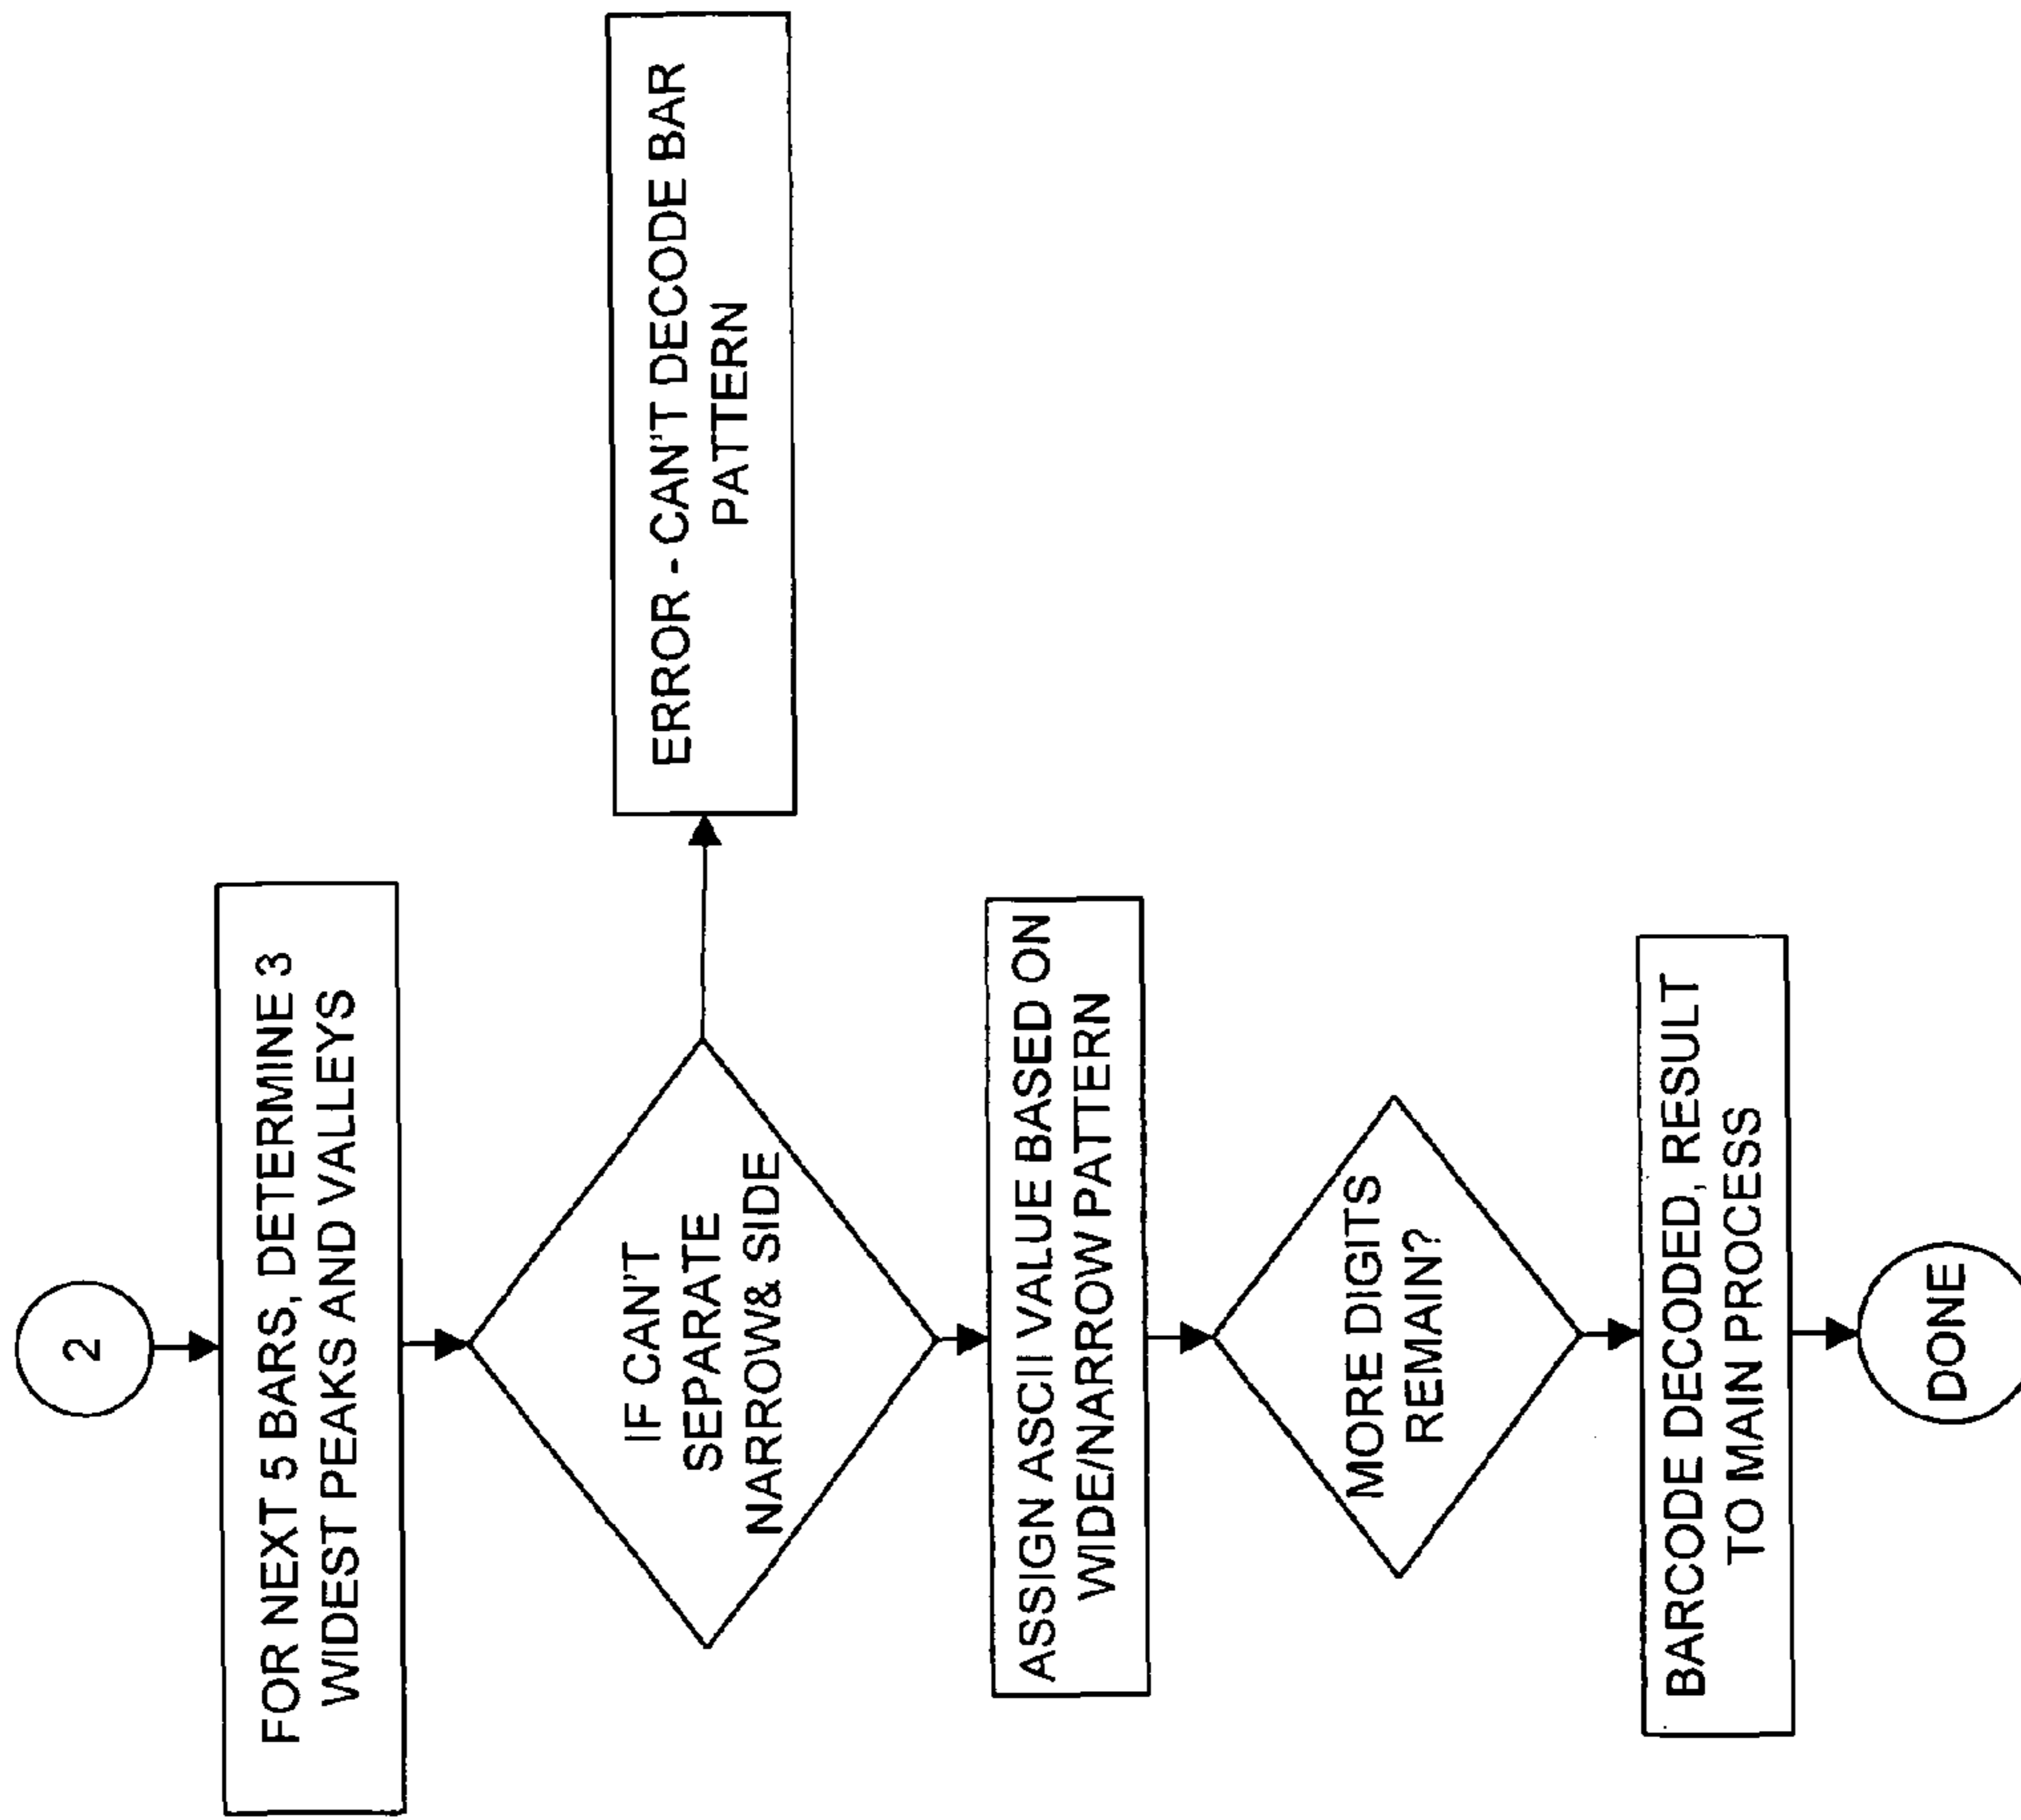 2
FOR NEXT 5 BARS, DETERMINE 3
WIDEST PEAKS AND VALLEYS
IF CAN'T
SEPARATE
NARROW& SIDE
ERROR - CAN'T DECODE BAR
PATTERN
ASSIGN ASCII VALUE BASED ON
WIDE/NARROW PATTERN
MORE DIGITS
REMAIN?
BARCODE DECODED, RESULT
TO MAIN PROCESS
DONE